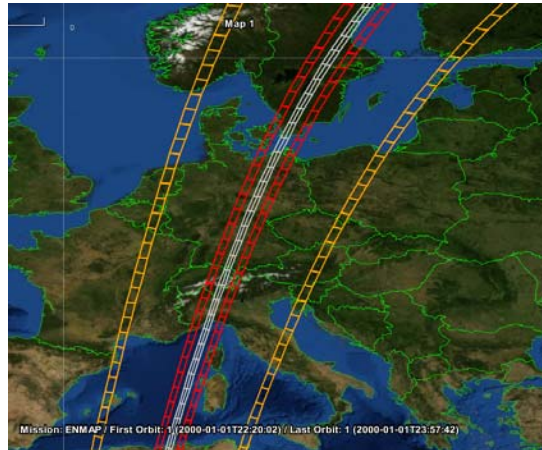 Map 1
0
Mission: ENMAP / First Orbit: 1 (2000-01-01T22:20:02) / Last Orbit: 1 (2000-01-01T23:57:42)